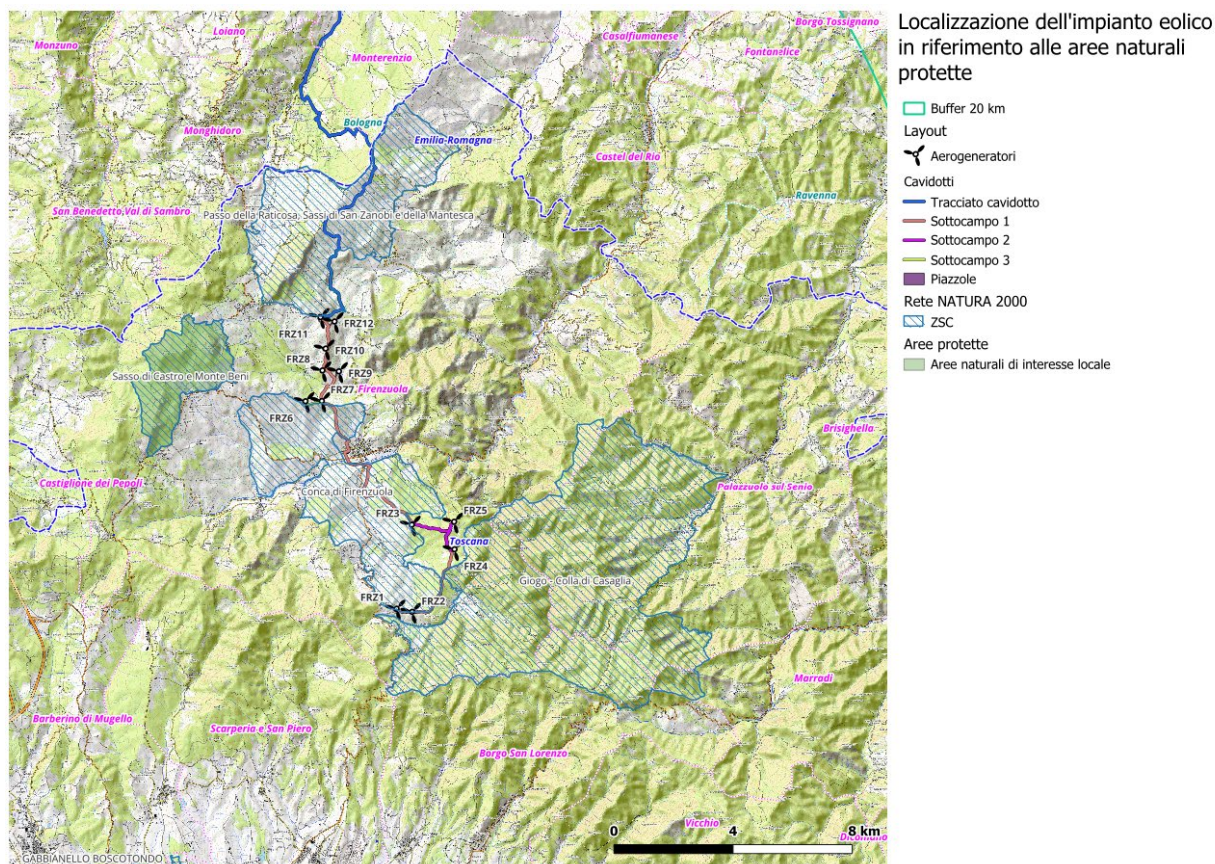 Localizzazione dell'impianto eolico
in riferimento alle aree naturali
protette
Buffer 20 km
Layout
Aerogeneratori
Cavidotti
Tracciato cavidotto
Sottocampo 1
Sottocampo 2
Sottocampo 3
Piazzole
Rete NATURA 2000
ZSC
Aree protette
Aree naturali di interesse locale
Borgo Tossignano
Loiano
Casalfiumanese
Monzuno
Fontanelice
Monterenzio
Bologna
Monghidoro
Emilia-Romagna
Castel del Rio
Ravenna
San Benedetto Val di Sambro
Passo della Raticosa, Sassi di San Zanobi e della Mantesca
FRZ11
FRZ12
FRZ10
FRZ8
FRZ9
Sasso di Castro e Monte Beni
FRZ7
Firenzuola
FRZ6
Brisighella
Castiglione dei Pepoli
Palazzuolo sul Senio
Conca di Firenzuola
FRZ3
FRZ5
Toscana
FRZ4
Giogo - Colla di Casaglia
FRZ1
FRZ2
Marradi
Barberino di Mugello
Scarperia e San Piero
Borgo San Lorenzo
Vicchio
Dicomano
0 4 8 km
GABBIANELLO BOSCOTONDO